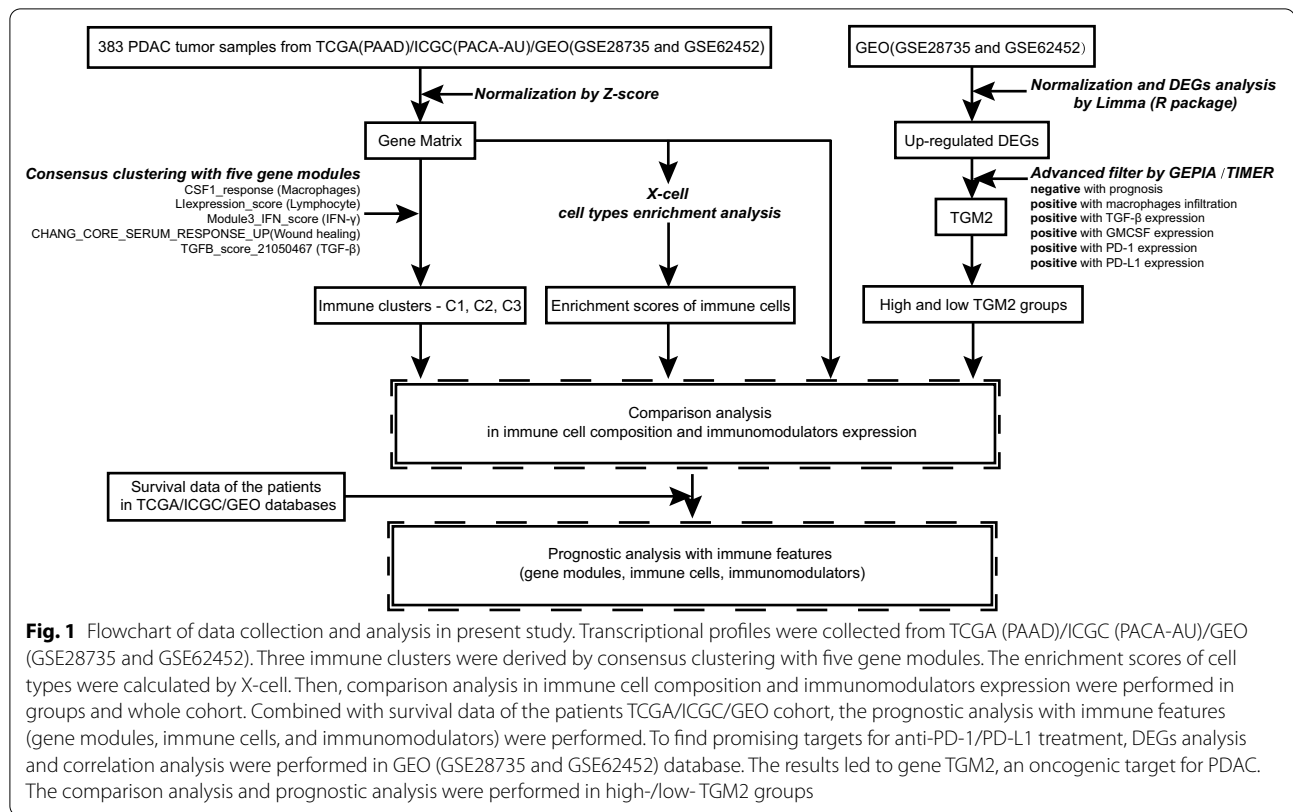 383 PDAC tumor samples from TCGA(PAAD)/ICGC(PACA-AU)/GEO(GSE28735 and GSE62452)
GEO(GSE28735 and GSE62452)
Normalization by Z-score
Normalization and DEGs analysis
by Limma (R package)
Gene Matrix
Up-regulated DEGs
Consensus clustering with five gene modules
CSF1_response (Macrophages)
LIexpression_score (Lymphocyte)
Module3_IFN_score (IFN-γ)
CHANG_CORE_SERUM_RESPONSE_UP(Wound healing)
TGFB_score_21050467 (TGF-β)
X-cell
cell types enrichment analysis
Advanced filter by GEPIA /TIMER
negative with prognosis
positive with macrophages infiltration
positive with TGF-β expression
positive with GMCSF expression
positive with PD-1 expression
positive with PD-L1 expression
TGM2
Immune clusters - C1, C2, C3
Enrichment scores of immune cells
High and low TGM2 groups
Comparison analysis
in immune cell composition and immunomodulators expression
Survival data of the patients
in TCGA/ICGC/GEO databases
Prognostic analysis with immune features
(gene modules, immune cells, immunomodulators)
Fig. 1 Flowchart of data collection and analysis in present study. Transcriptional profiles were collected from TCGA (PAAD)/ICGC (PACA-AU)/GEO
(GSE28735 and GSE62452). Three immune clusters were derived by consensus clustering with five gene modules. The enrichment scores of cell
types were calculated by X-cell. Then, comparison analysis in immune cell composition and immunomodulators expression were performed in
groups and whole cohort. Combined with survival data of the patients TCGA/ICGC/GEO cohort, the prognostic analysis with immune features
(gene modules, immune cells, and immunomodulators) were performed. To find promising targets for anti-PD-1/PD-L1 treatment, DEGs analysis
and correlation analysis were performed in GEO (GSE28735 and GSE62452) database. The results led to gene TGM2, an oncogenic target for PDAC.
The comparison analysis and prognostic analysis were performed in high-/low- TGM2 groups